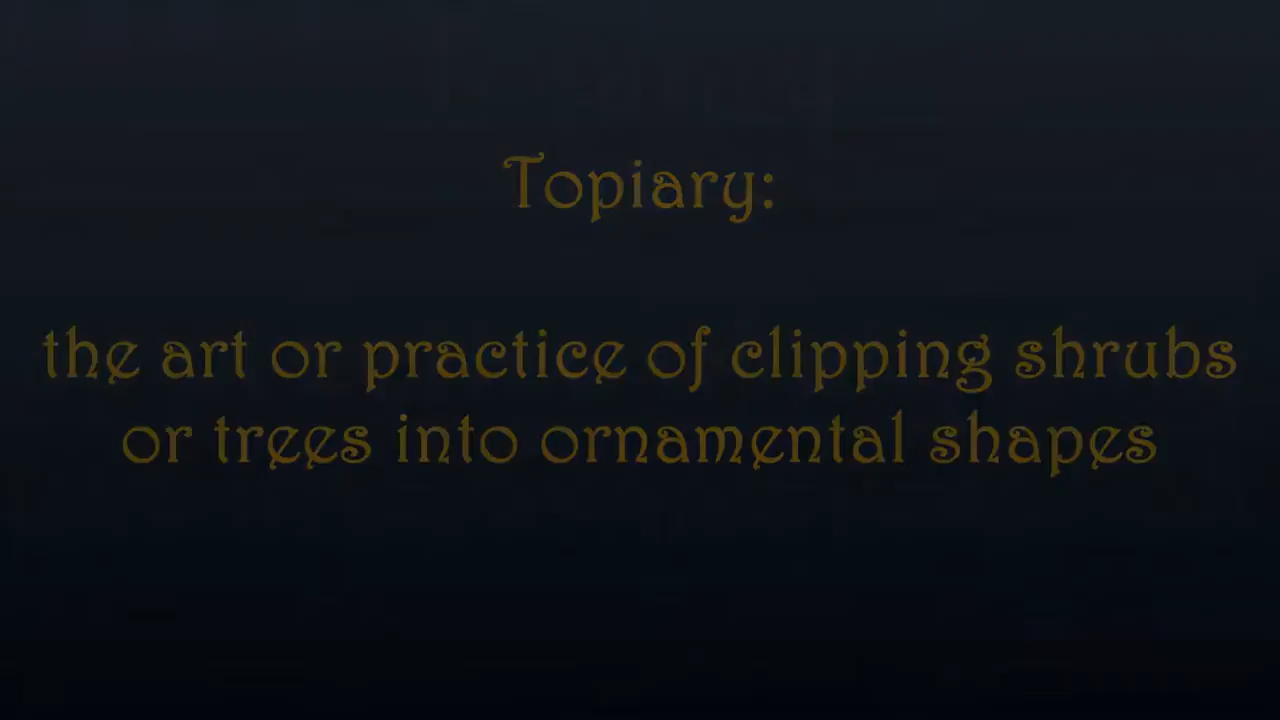 Topiary:
the art or practice of clipping shrubs
or trees into ornamental shapes